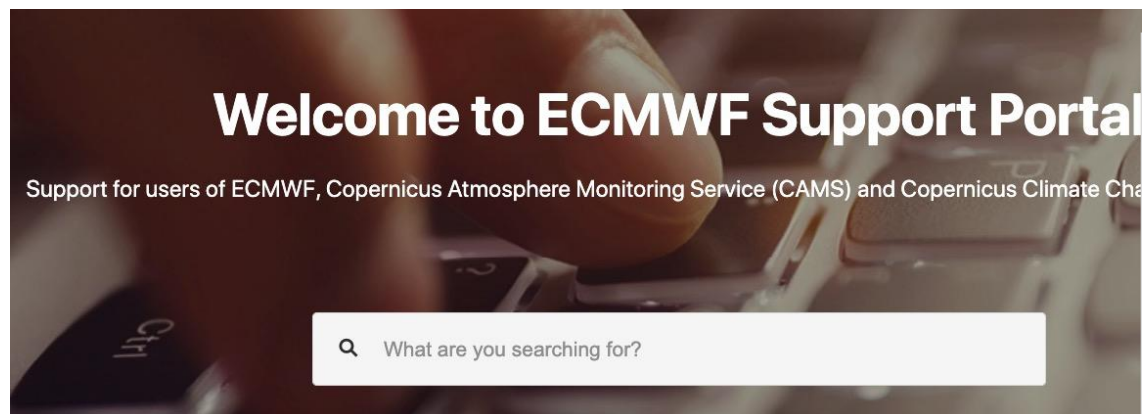 Welcome to ECMWF Support Portal
Support for users of ECMWF, Copernicus Atmosphere Monitoring Service (CAMS) and Copernicus Climate Cha
What are you searching for?
?
P
Ctrl